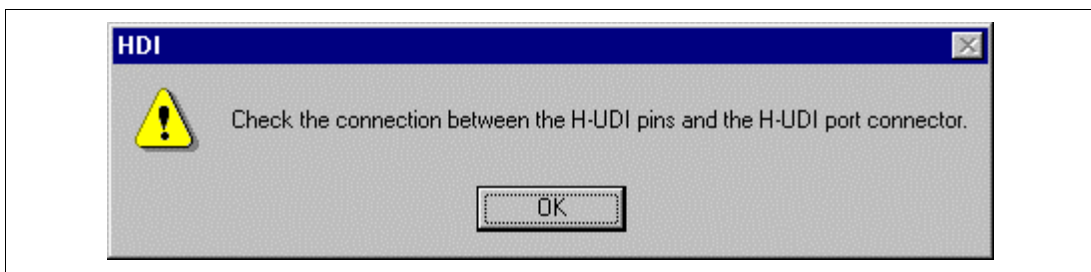 HDI
Check the connection between the H-UDI pins and the H-UDI port connector.
OK